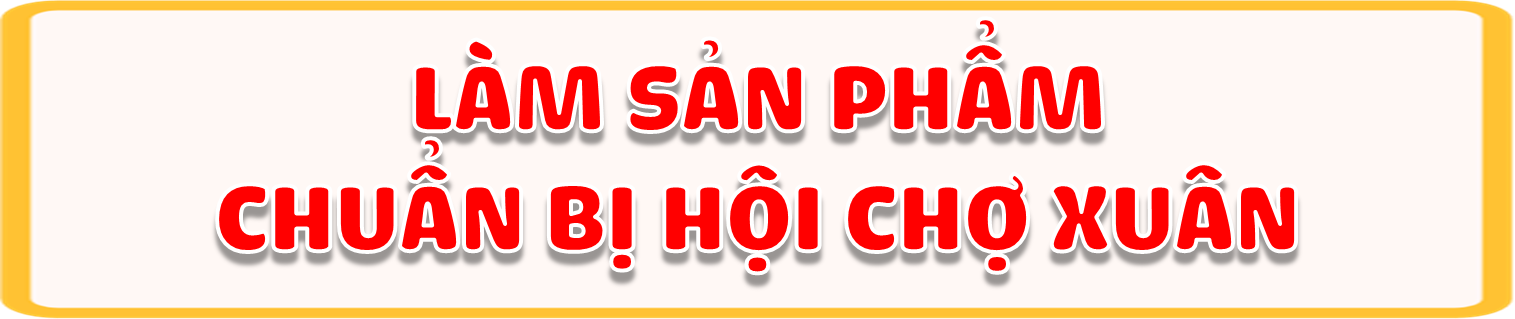 LÀM SẢN PHẨM
CHUẨN BỊ HỘI CHỢ XUÂN